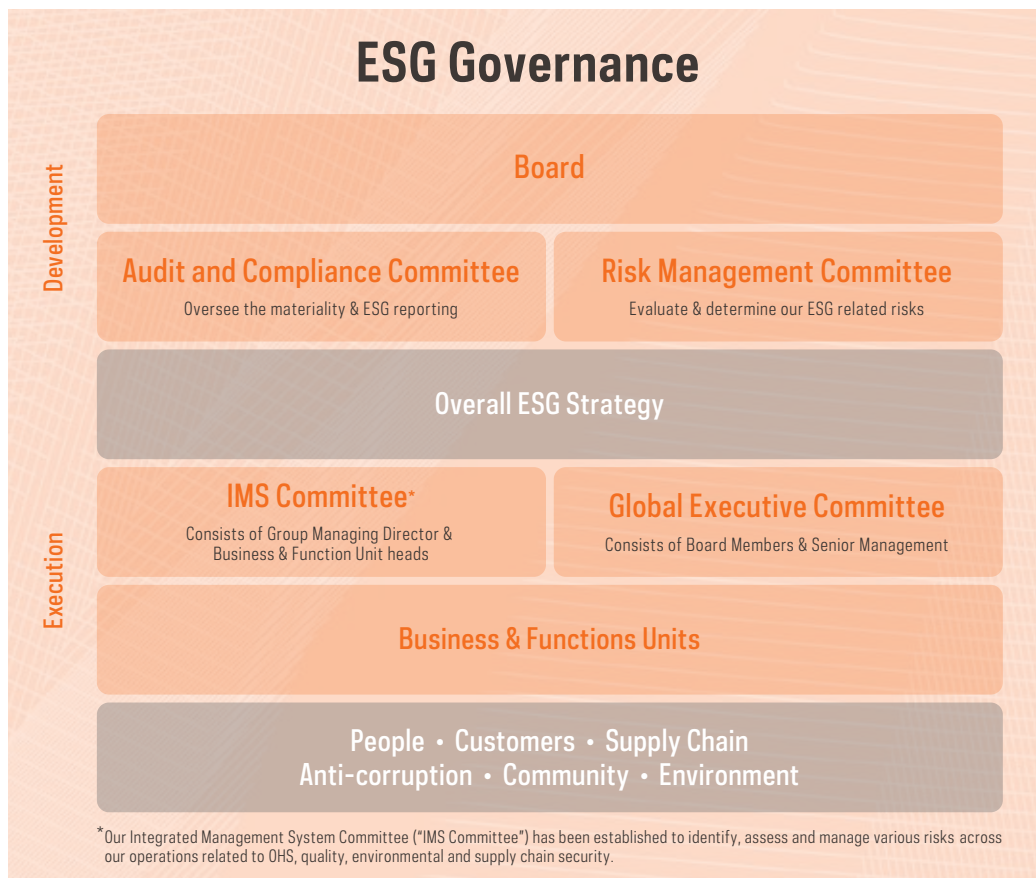 ESG Governance
Development
Board
Audit and Compliance Committee
Oversee the materiality & ESG reporting
Risk Management Committee
Evaluate & determine our ESG related risks
Overall ESG Strategy
Execution
IMS Committee*
Consists of Group Managing Director &
Business & Function Unit heads
Global Executive Committee
Consists of Board Members & Senior Management
Business & Functions Units
People • Customers • Supply Chain
Anti-corruption • Community • Environment
*Our Integrated Management System Committee (“IMS Committee”) has been established to identify, assess and manage various risks across
our operations related to OHS, quality, environmental and supply chain security.